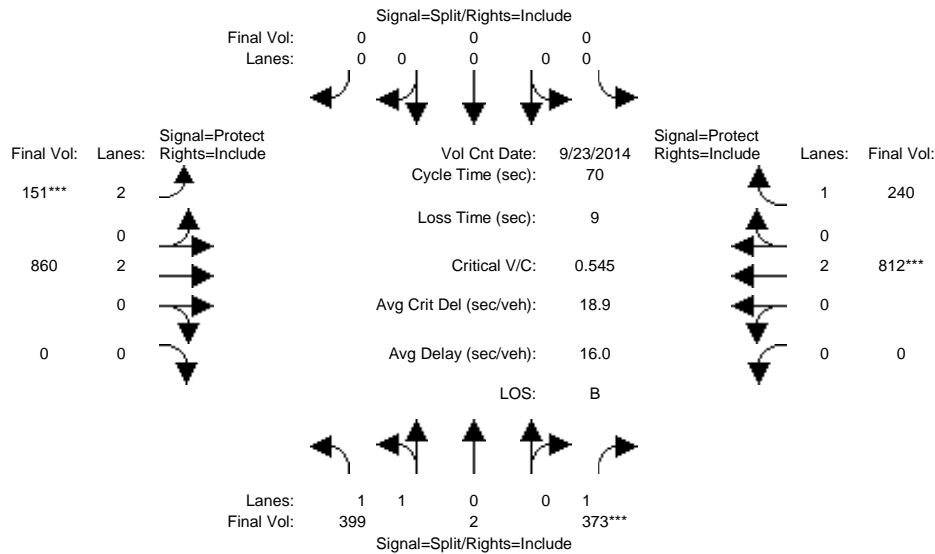 Signal=Split/Rights=Include
Final Vol: 0 0 0
Lanes: 0 0 0 0 0
Signal=Protect Signal=Protect
Final Vol: Lanes: Rights=Include Vol Cnt Date: 9/23/2014 Rights=Include Lanes: Final Vol:
Cycle Time (sec): 70
151*** 2 1 240
Loss Time (sec): 9
0 0
860 2 Critical V/C: 0.545 2 812***
0 Avg Crit Del (sec/veh): 18.9 0
0 0 Avg Delay (sec/veh): 16.0 0 0
LOS: B
Lanes: 1 1 0 0 1
Final Vol: 399 2 373***
Signal=Split/Rights=Include